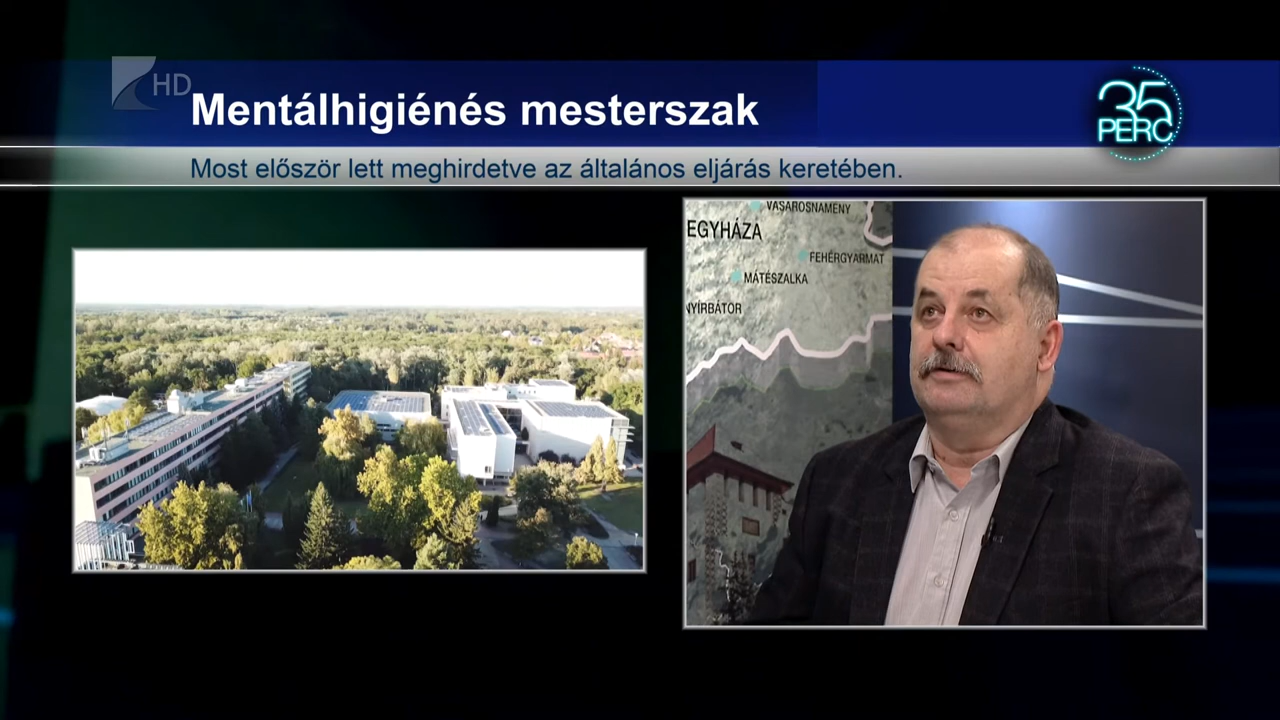 HD
Mentálhigiénés mesterszak
35
PERC
Most először lett meghirdetve az általános eljárás keretében.
VÁSÁROSNAMÉNY
EGYHÁZA
FEHÉRGYARMAT
MÁTÉSZALKA
NYÍRBÁTOR